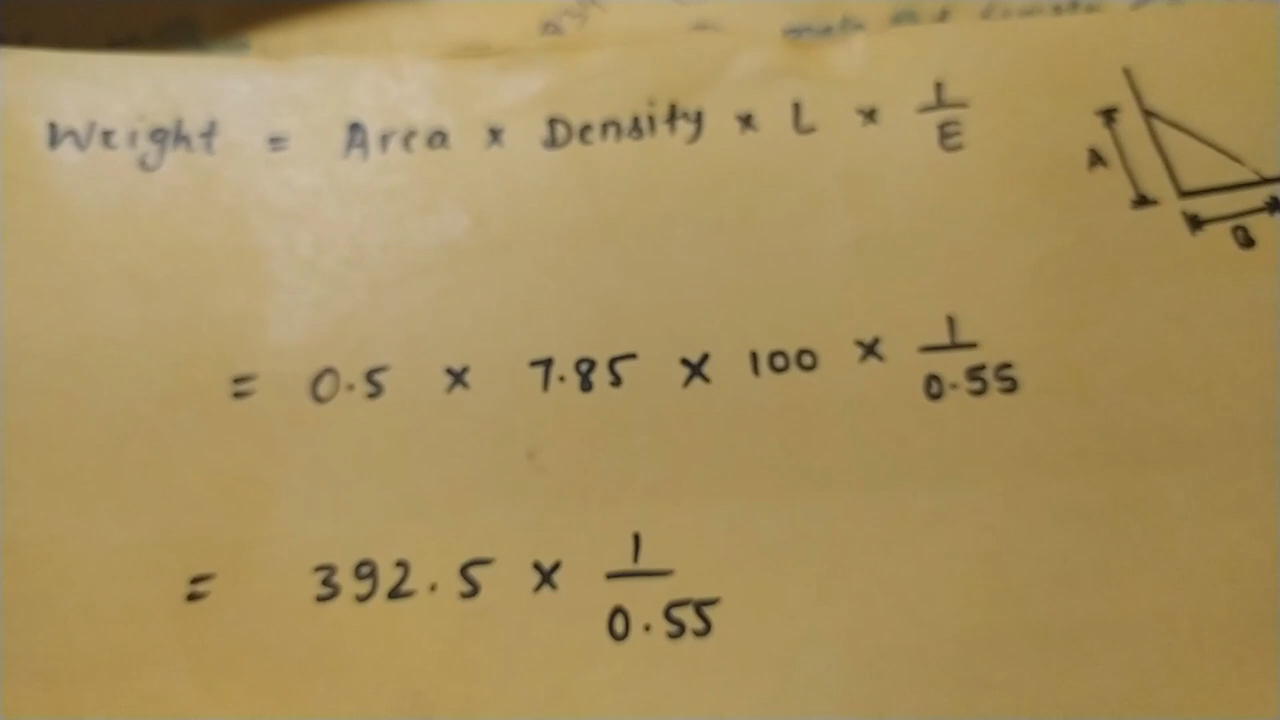 Weight = Area × Density × L × 1/E
A
B
= 0.5 × 7.85 × 100 × 1/0.55
= 392.5 × 1/0.55